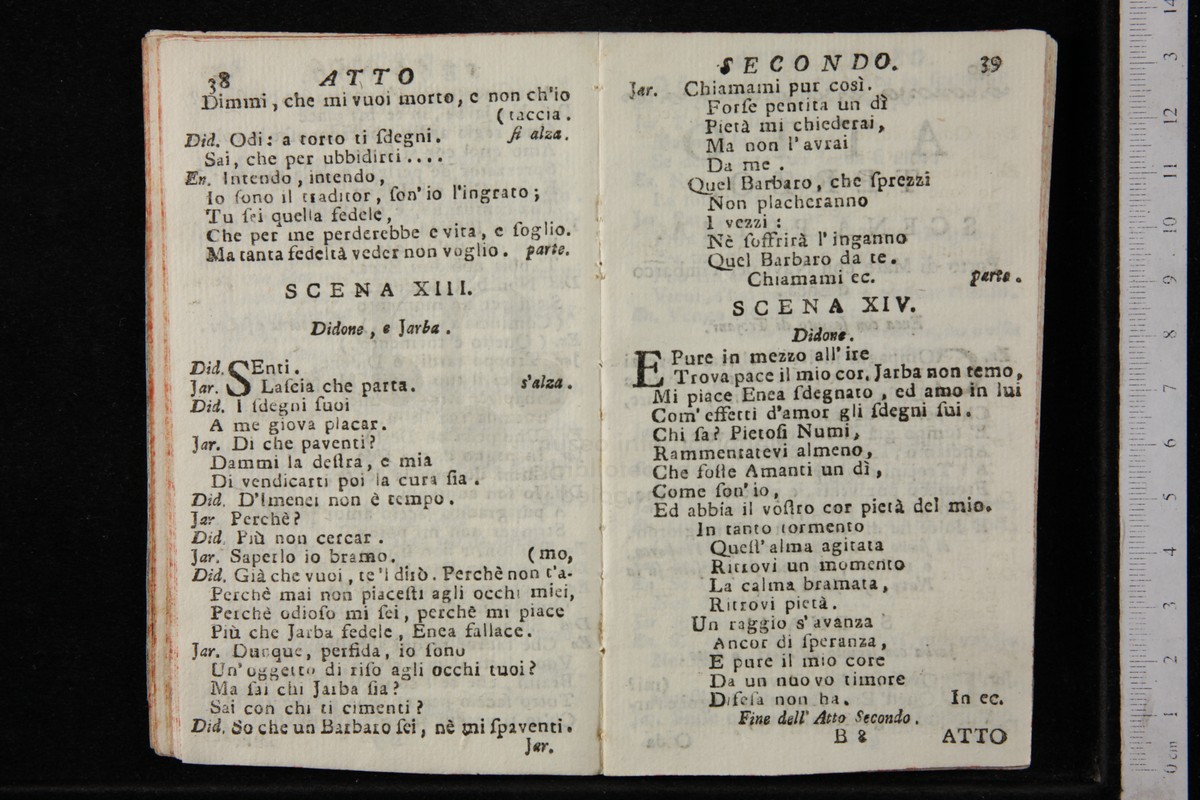 38 ATTO
Dimmi, che mi vuoi morto, e non ch'io
(taccia.
Did. Odi: a torto ti ſdegni. ſi alza.
Sai, che per ubbidirti....
En. Intendo, intendo,
Io ſono il traditor, ſon' io l'ingrato;
Tu ſei quella fedele,
Che per me perderebbe e vita, e ſoglio.
Ma tanta fedeltà veder non voglio. parte.
SCENA XIII.
Didone, e Jarba.
Did. SEnti.
Jar. Laſcia che parta. s'alza.
Did. I ſdegni ſuoi
A me giova placar.
Jar. Di che paventi?
Dammi la deſtra, e mia
Di vendicarti poi la cura ſia.
Did. D'Imenei non è tempo.
Jar Perchè?
Did. Più non cercar.
Jar. Saperlo io bramo. (mo,
Did. Già che vuoi, te'l dirò. Perchè non t'a-
Perchè mai non piaceſti agli occhi miei,
Perchè odioſo mi ſei, perchè mi piace
Più che Jarba fedele, Enea fallace.
Jar. Dunque, perfida, io ſono
Un' oggetto di riſo agli occhi tuoi?
Ma ſai chi Jarba ſia?
Sai con chi ti cimenti?
Did. So che un Barbaro ſei, nè mi ſpaventi.
Jar.
SECONDO. 39
Jar. Chiamami pur così.
Forſe pentita un dì
Pietà mi chiederai,
Ma non l'avrai
Da me.
Quel Barbaro, che ſprezzi
Non placheranno
I vezzi:
Nè ſoffrirà l'inganno
Quel Barbaro da te.
Chiamami ec. parte.
SCENA XIV.
Didone.
E Pure in mezzo all' ire
Trova pace il mio cor. Jarba non temo,
Mi piace Enea ſdegnato, ed amo in lui
Com' effetti d'amor gli ſdegni ſui.
Chi ſa? Pietoſi Numi,
Rammentatevi almeno,
Che foſte Amanti un dì,
Come ſon' io,
Ed abbia il voſtro cor pietà del mio.
In tanto tormento
Queſt' alma agitata
Ritrovi un momento
La calma bramata,
Ritrovi pietà.
Un raggio s'avanza
Ancor di ſperanza,
E pure il mio core
Da un nuovo timore
Difeſa non ha. In ec.
Fine dell' Atto Secondo.
B 8 ATTO